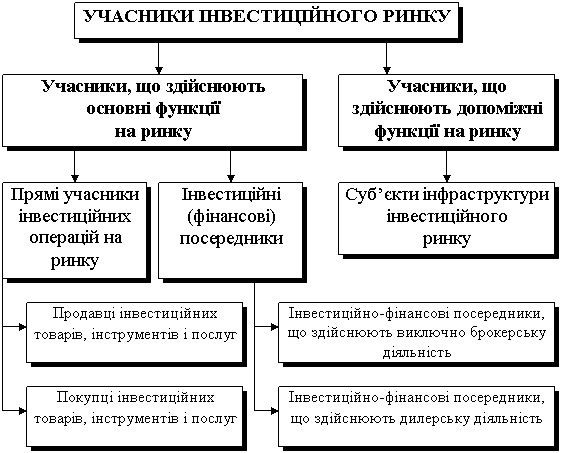 УЧАСНИКИ ІНВЕСТИЦІЙНОГО РИНКУ
Учасники, що здійснюють
основні функції
на ринку
Учасники, що
здійснюють допоміжні
функції на ринку
Прямі учасники
інвестиційних
операцій на
ринку
Інвестиційні
(фінансові)
посередники
Суб’єкти інфраструктури
інвестиційного
ринку
Продавці інвестиційних
товарів, інструментів і послуг
Інвестиційно-фінансові посередники,
що здійснюють виключно брокерську
діяльність
Покупці інвестиційних
товарів, інструментів і послуг
Інвестиційно-фінансові посередники,
що здійснюють дилерську діяльність